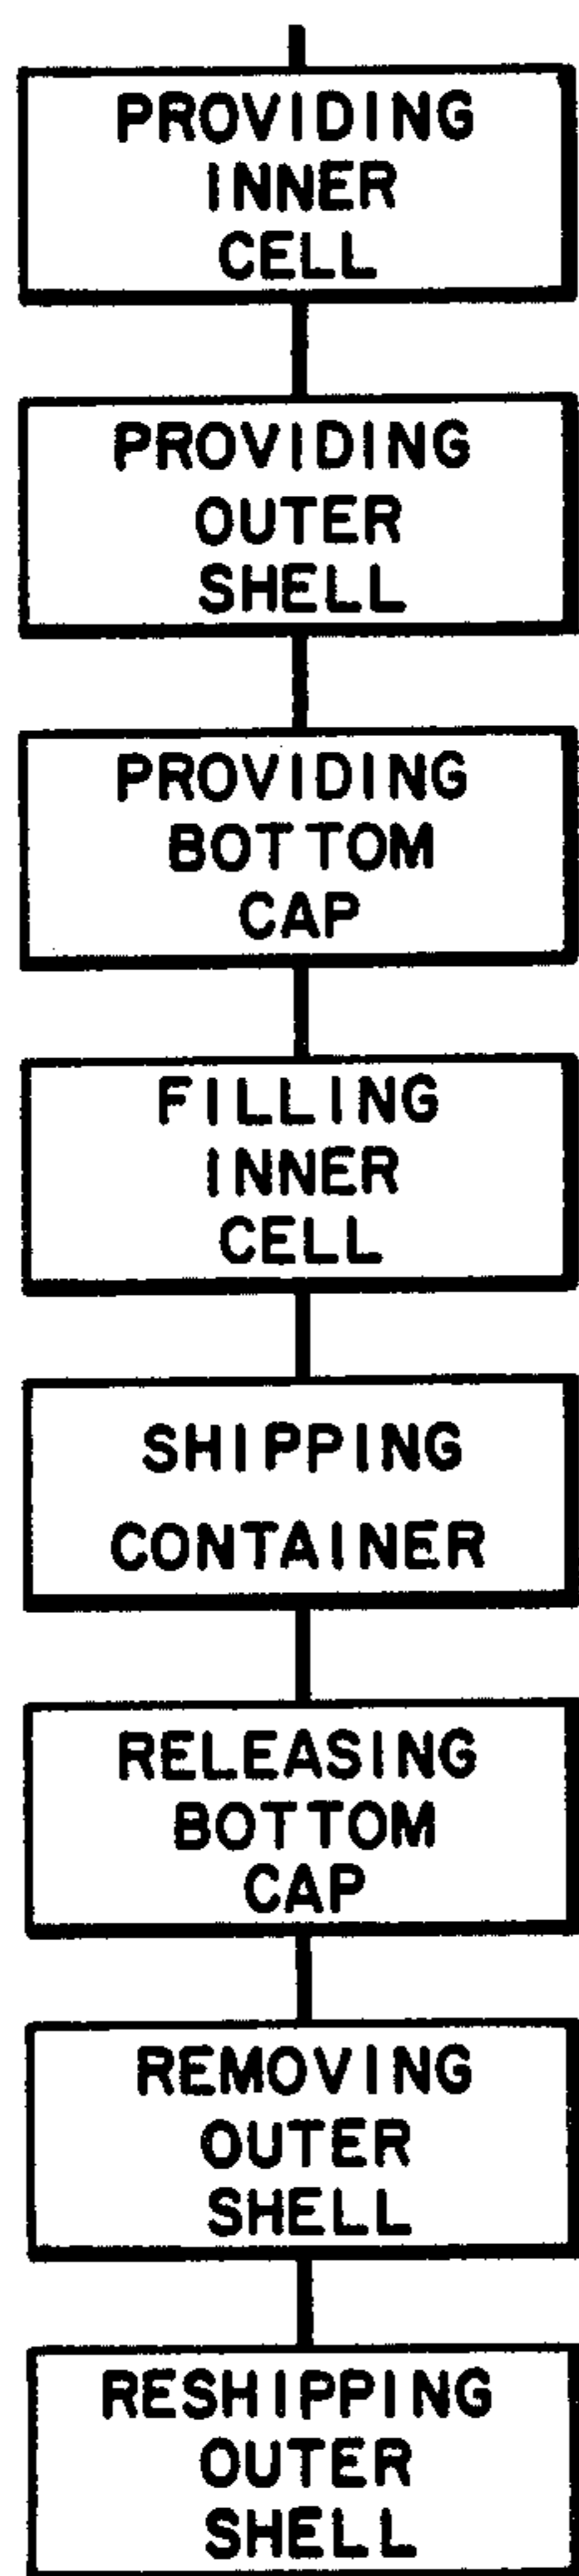 PROVIDING
INNER
CELL
PROVIDING
OUTER
SHELL
PROVIDING
BOTTOM
CAP
FILLING
INNER
CELL
SHIPPING
CONTAINER
RELEASING
BOTTOM
CAP
REMOVING
OUTER
SHELL
RESHIPPING
OUTER
SHELL